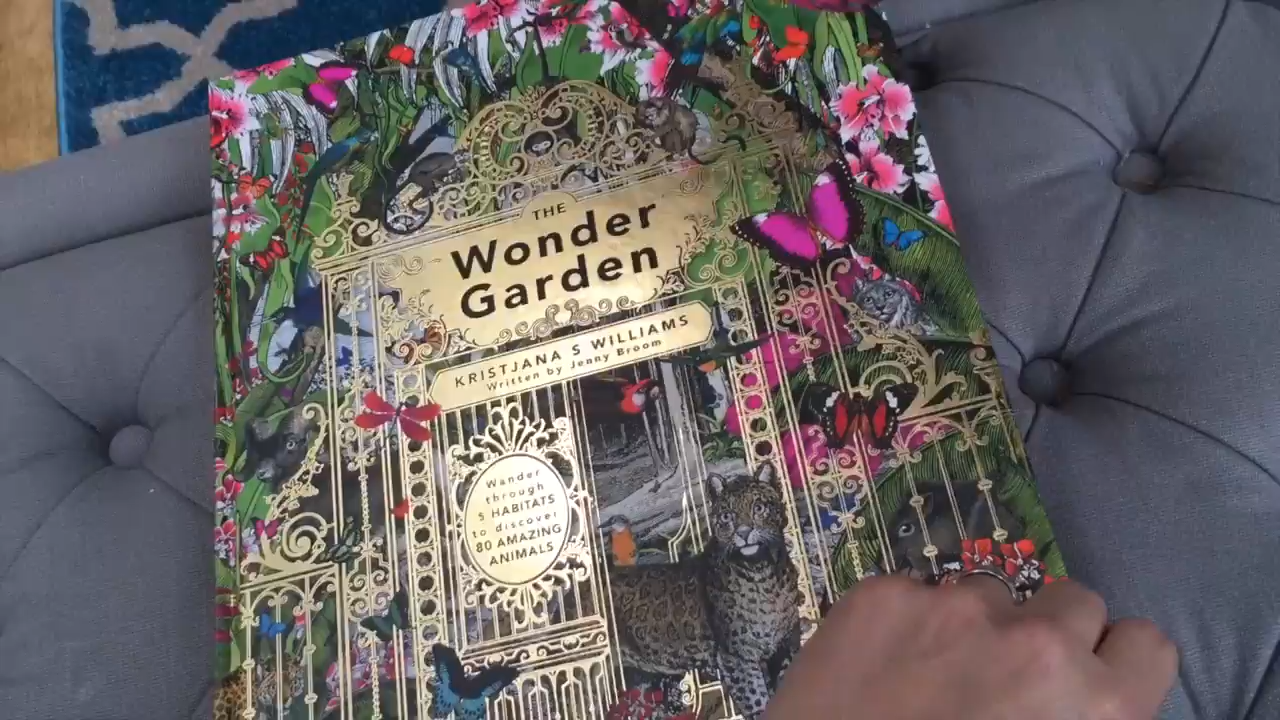 THE
Wonder
Garden
KRISTJANA S WILLIAMS
Written by Jenny Broom
Wander
through
5 HABITATS
to discover
80 AMAZING
ANIMALS